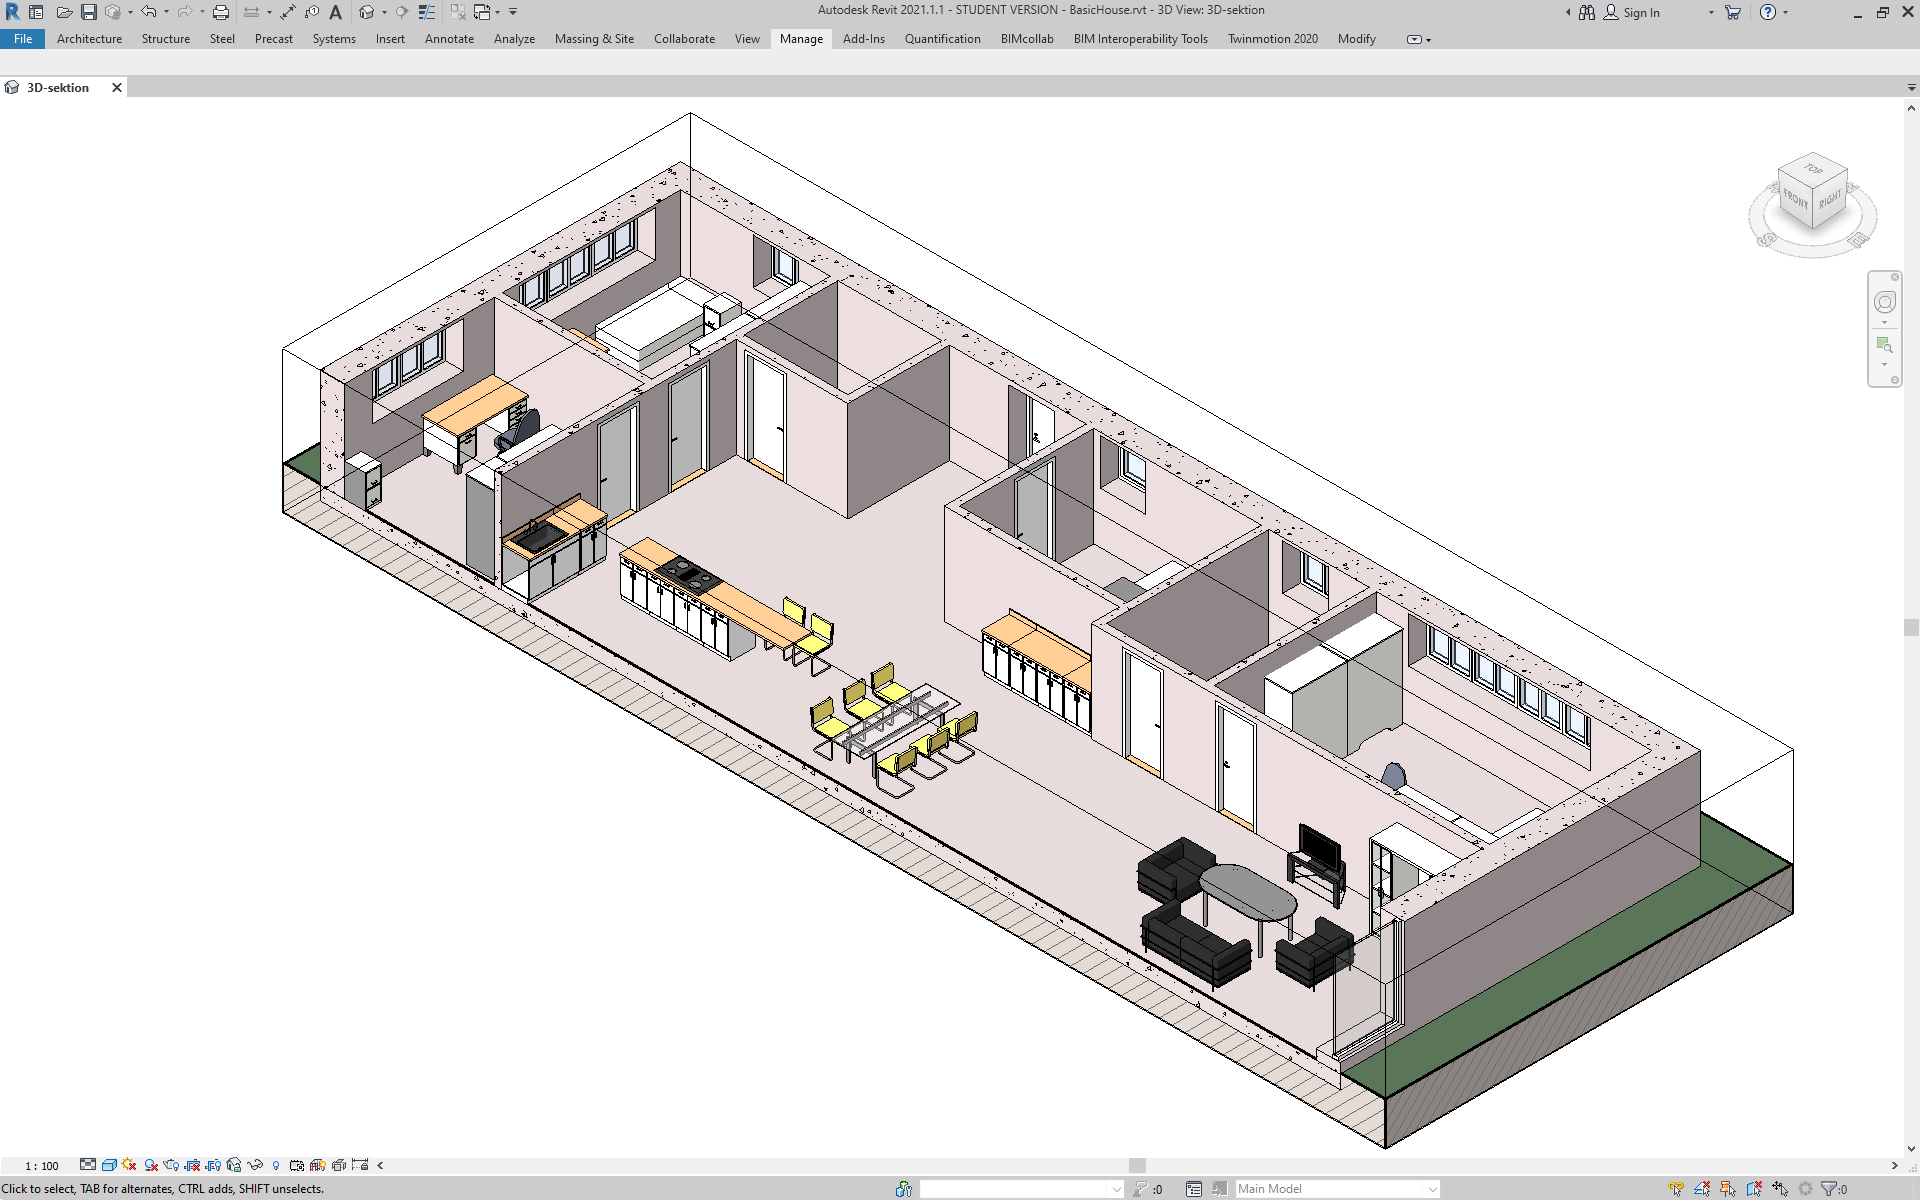 Autodesk Revit 2021.1.1 - STUDENT VERSION - BasicHouse.rvt - 3D View: 3D-sektion
Sign In
File Architecture Structure Steel Precast Systems Insert Annotate Analyze Massing & Site Collaborate View Manage Add-Ins Quantification BIMcollab BIM Interoperability Tools Twinmotion 2020 Modify
3D-sektion
TOP
FRONT RIGHT
S E
1 : 100
Click to select, TAB for alternates, CTRL adds, SHIFT unselects.
:0
Main Model
:0